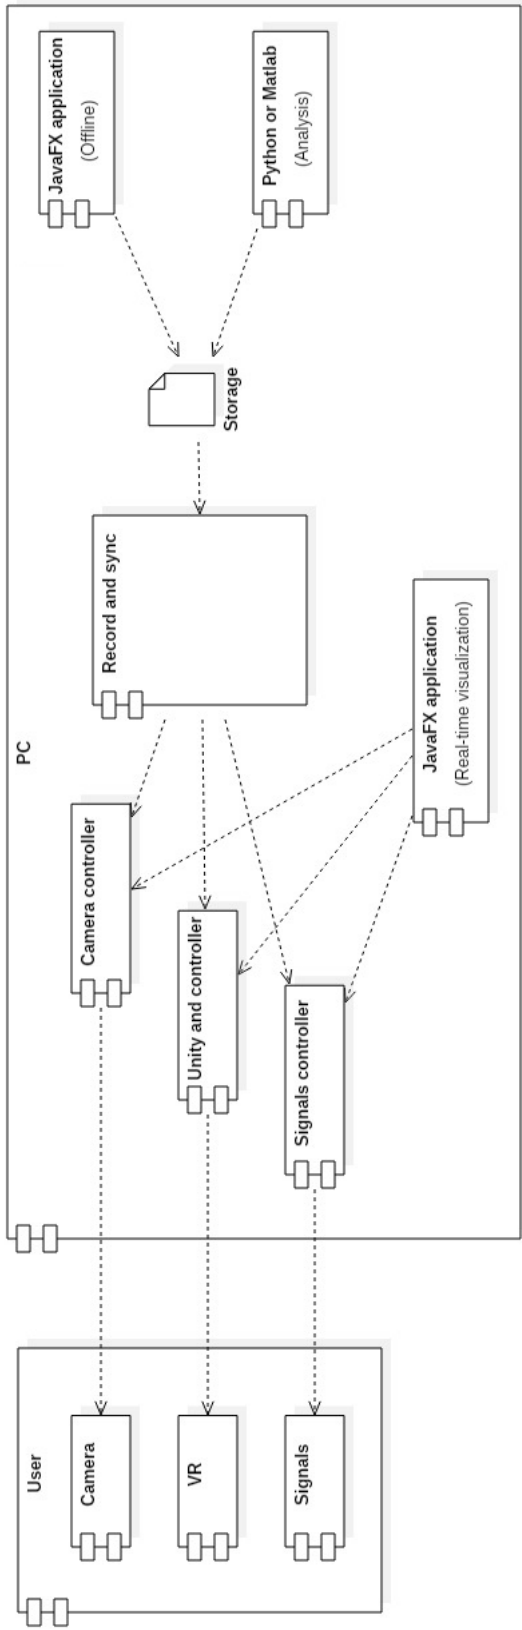 User
Camera
VR
Signals
PC
Camera controller
Unity and controller
Signals controller
Record and sync
JavaFX application
(Real-time visualization)
Storage
JavaFX application
(Offline)
Python or Matlab
(Analysis)